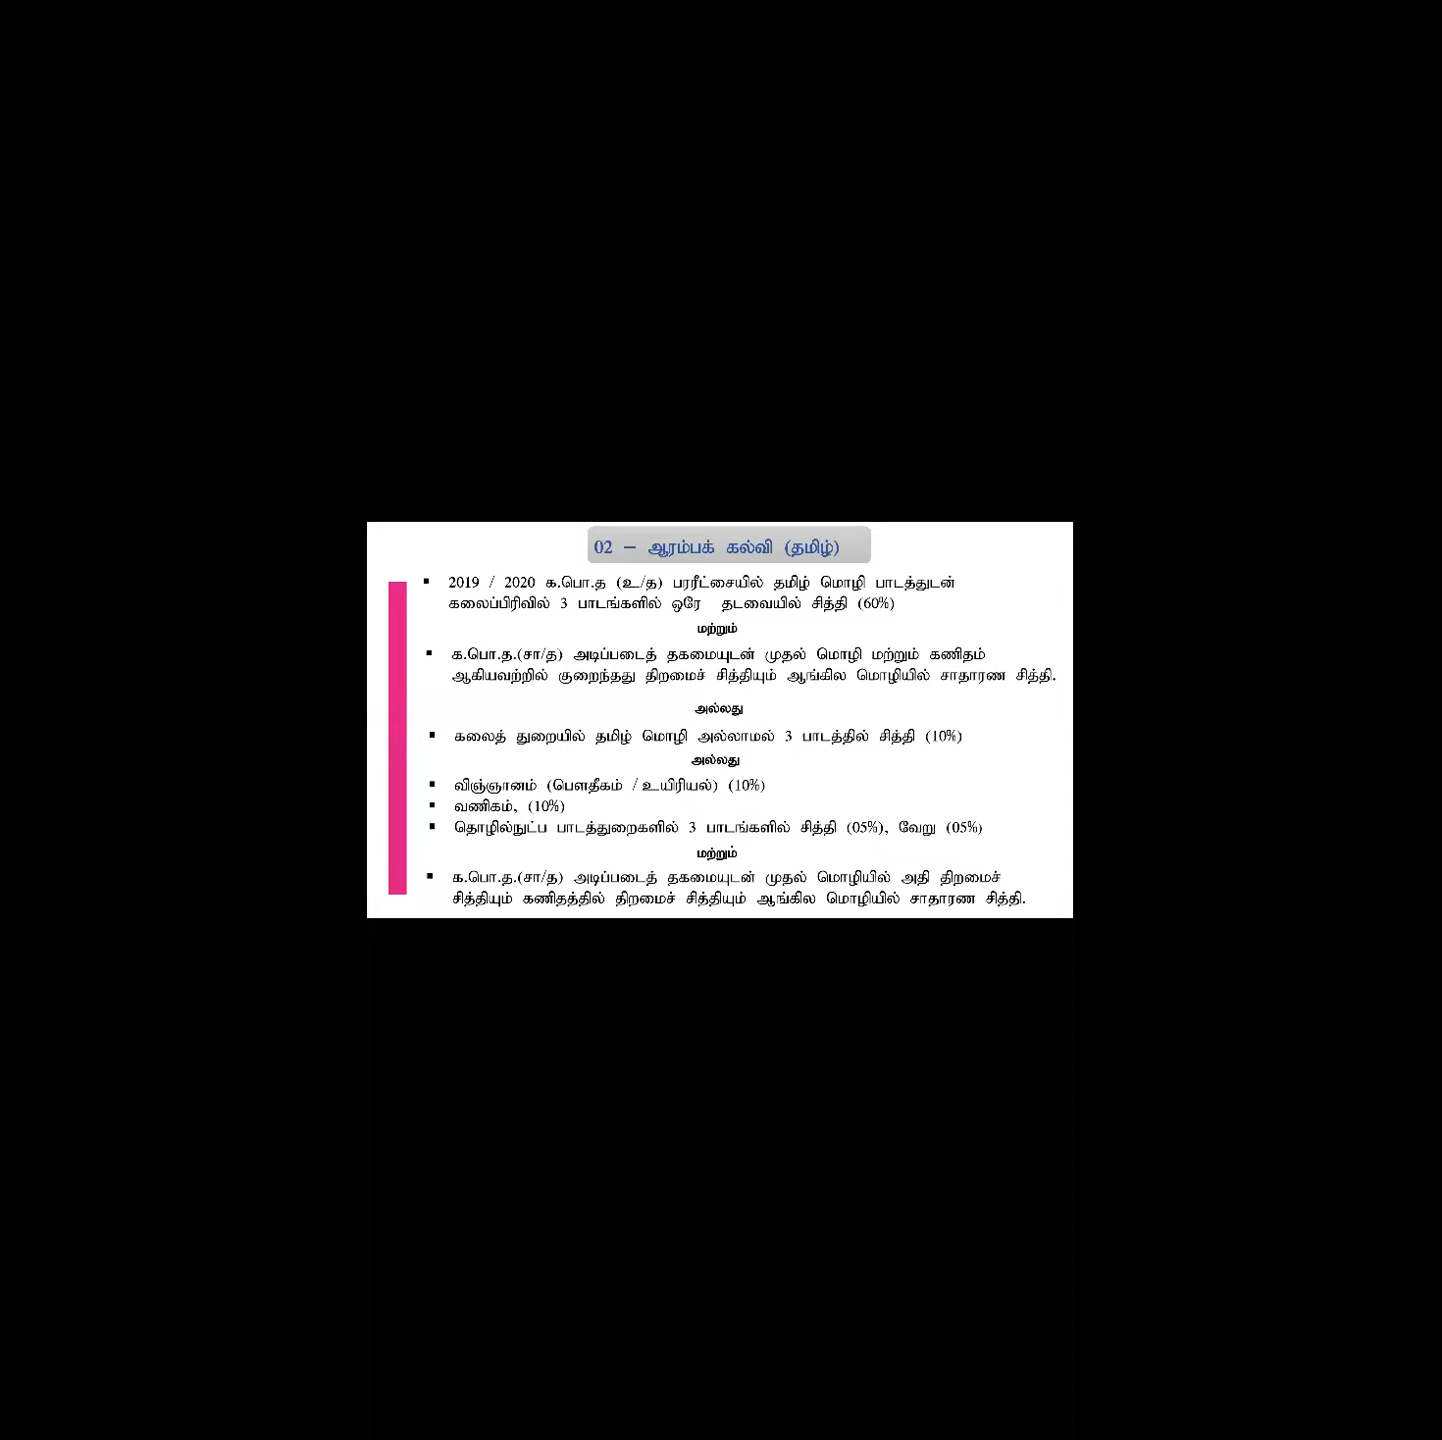 02 – ஆரம்பக் கல்வி (தமிழ்)
▪ 2019 / 2020 க.பொ.த (உ/த) பரரீட்சையில் தமிழ் மொழி பாடத்துடன்
கலைப்பிரிவில் 3 பாடங்களில் ஒரே தடவையில் சித்தி (60%)
மற்றும்
▪ க.பொ.த.(சா/த) அடிப்படைத் தகமையுடன் முதல் மொழி மற்றும் கணிதம்
ஆகியவற்றில் குறைந்தது திறமைச் சித்தியும் ஆங்கில மொழியில் சாதாரண சித்தி.
அல்லது
▪ கலைத் துறையில் தமிழ் மொழி அல்லாமல் 3 பாடத்தில் சித்தி (10%)
அல்லது
▪ விஞ்ஞானம் (பௌதீகம் / உயிரியல்) (10%)
▪ வணிகம், (10%)
▪ தொழில்நுட்ப பாடத்துறைகளில் 3 பாடங்களில் சித்தி (05%), வேறு (05%)
மற்றும்
▪ க.பொ.த.(சா/த) அடிப்படைத் தகமையுடன் முதல் மொழியில் அதி திறமைச்
சித்தியும் கணிதத்தில் திறமைச் சித்தியும் ஆங்கில மொழியில் சாதாரண சித்தி.